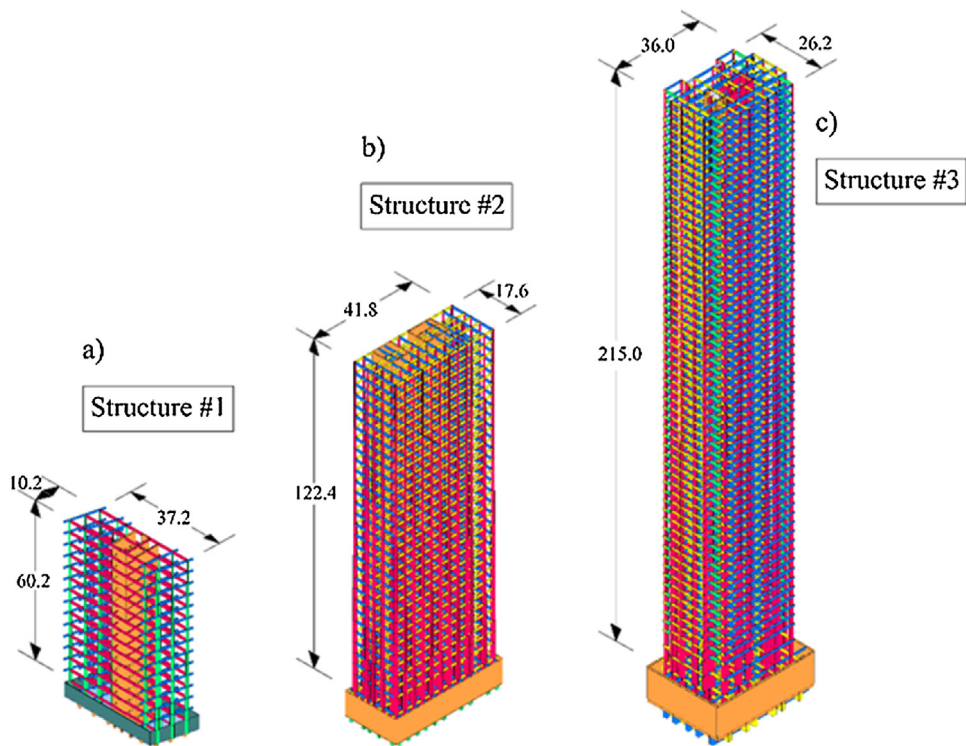 a)
Structure #1
10.2
37.2
60.2
b)
Structure #2
41.8
17.6
122.4
c)
Structure #3
36.0
26.2
215.0